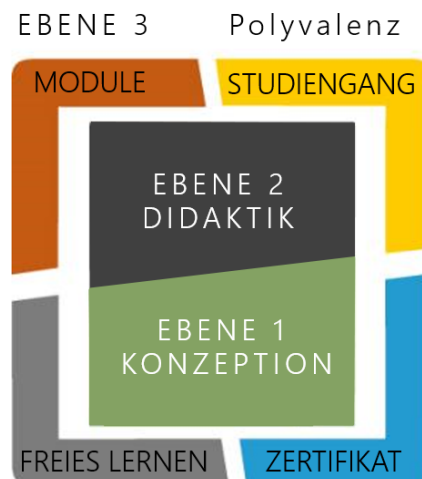 EBENE 3 Polyvalenz
MODULE STUDIENGANG
EBENE 2
DIDAKTIK
EBENE 1
KONZEPTION
FREIES LERNEN ZERTIFIKAT